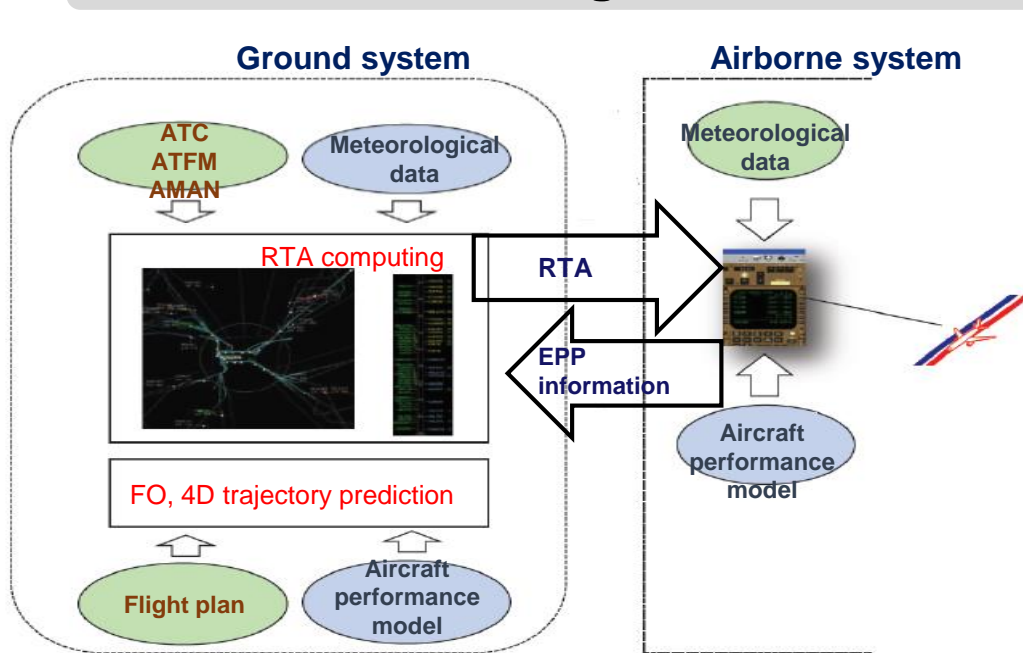 Ground system
Airborne system
ATC
ATFM
AMAN
Meteorological
data
Meteorological
data
RTA computing
RTA
EPP
information
FO, 4D trajectory prediction
Aircraft
performance
model
Flight plan
Aircraft
performance
model